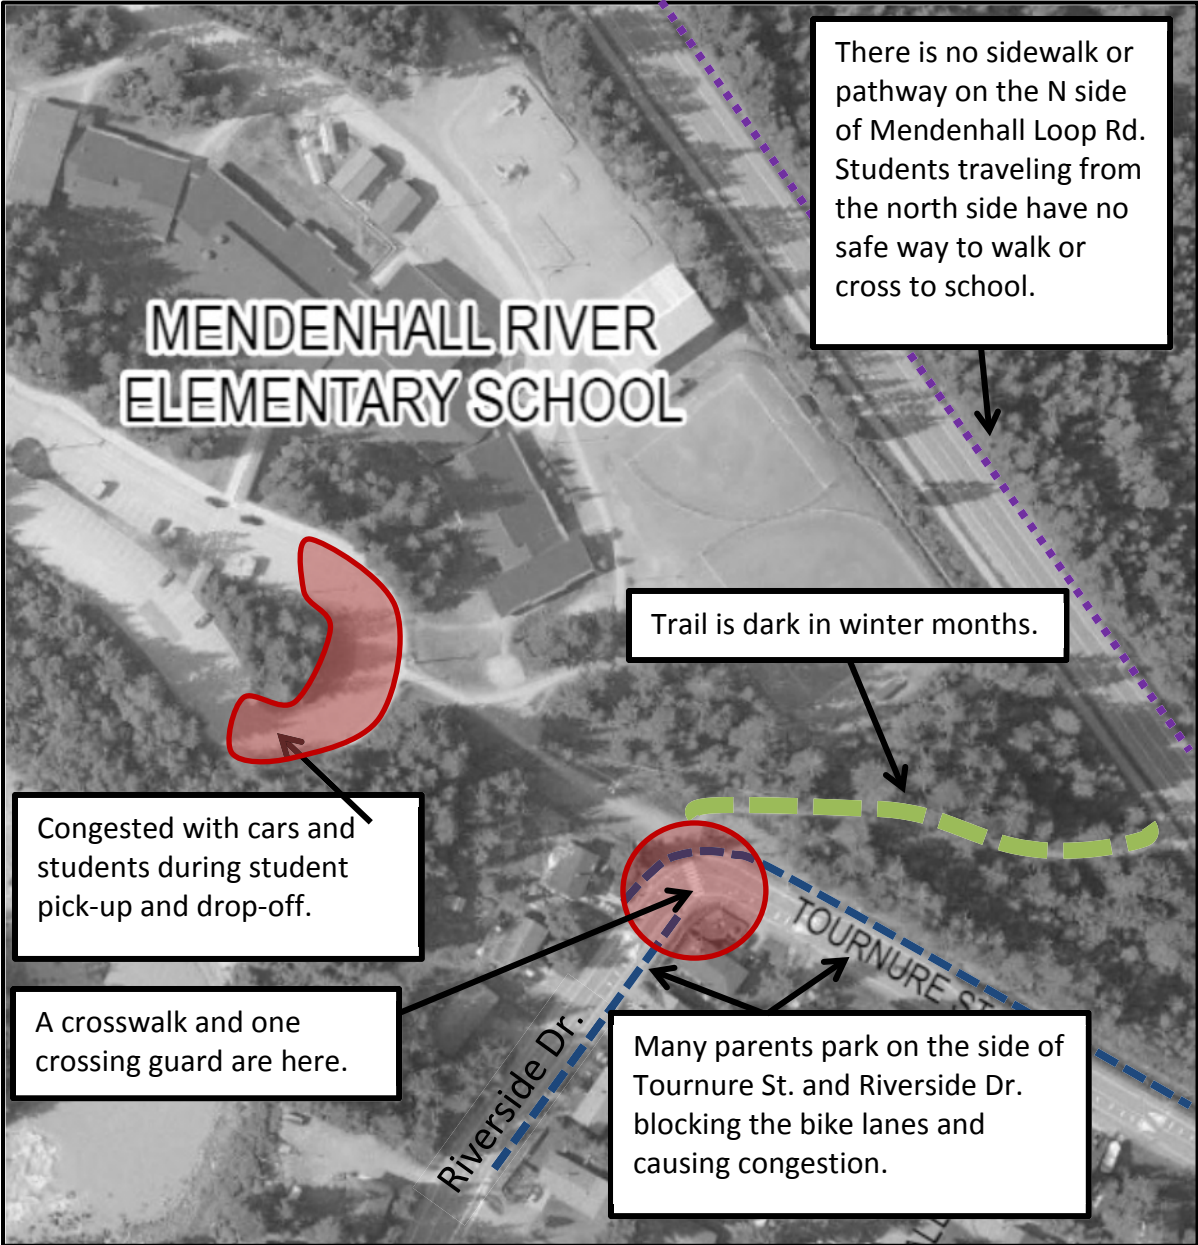 There is no sidewalk or
pathway on the N side
of Mendenhall Loop Rd.
Students traveling from
the north side have no
safe way to walk or
cross to school.
MENDENHALL RIVER
ELEMENTARY SCHOOL
Trail is dark in winter months.
Congested with cars and
students during student
pick-up and drop-off.
TOURNURE ST
A crosswalk and one
crossing guard are here.
Riverside Dr.
Many parents park on the side of
Tournure St. and Riverside Dr.
blocking the bike lanes and
causing congestion.